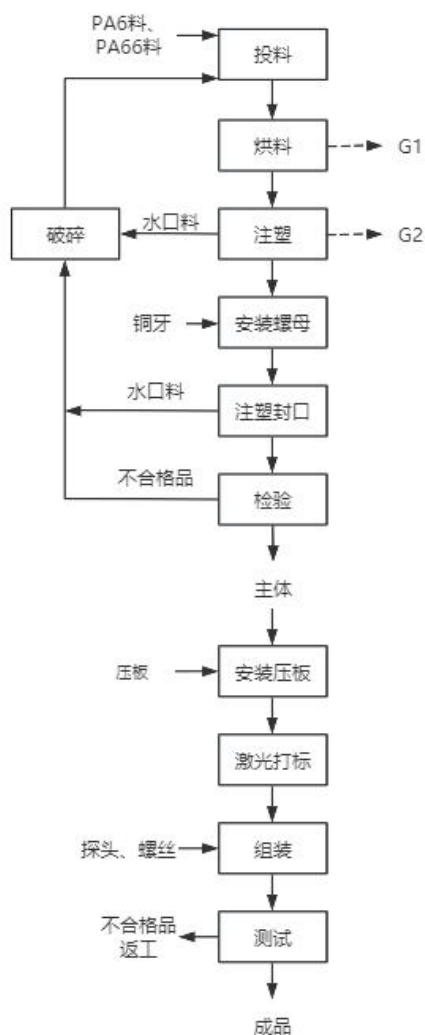 PA6料、
PA66料
投料
烘料
G1
破碎
水口料
注塑
G2
铜牙
安装螺母
水口料
注塑封口
不合格品
检验
主体
压板
安装压板
激光打标
探头、螺丝
组装
不合格品
返工
测试
成品